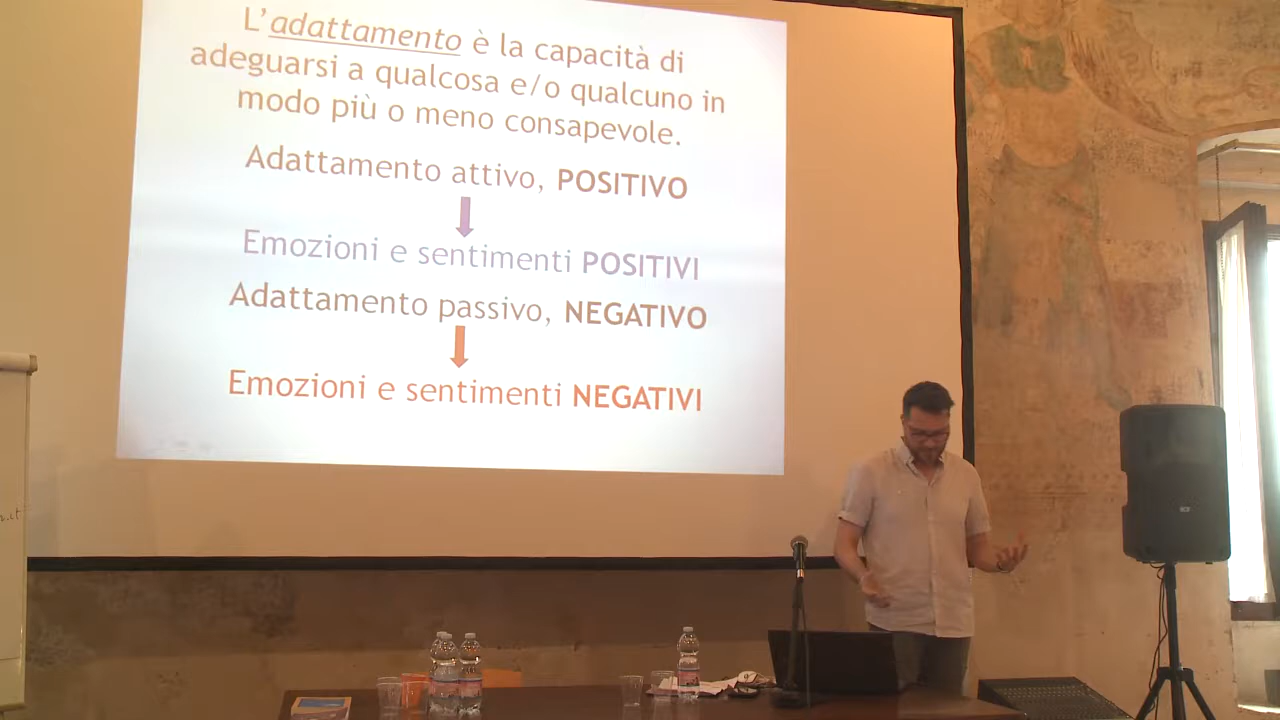 L'adattamento è la capacità di
adeguarsi a qualcosa e/o qualcuno in
modo più o meno consapevole.
Adattamento attivo, POSITIVO
Emozioni e sentimenti POSITIVI
Adattamento passivo, NEGATIVO
Emozioni e sentimenti NEGATIVI